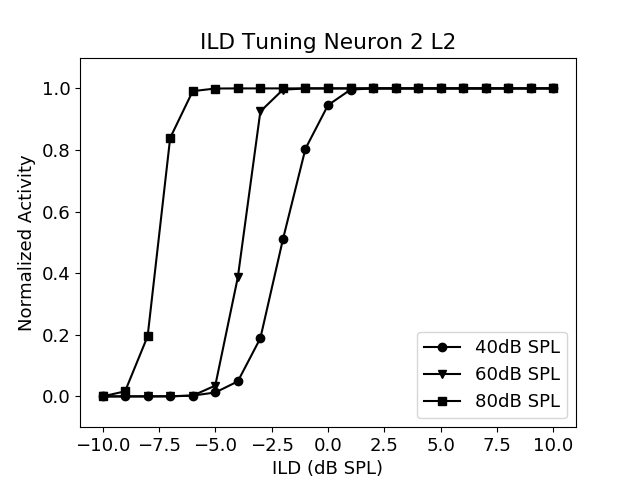 ILD Tuning Neuron 2 L2
Normalized Activity
1.0
0.8
0.6
0.4
0.2
0.0
40dB SPL
60dB SPL
80dB SPL
−10.0 −7.5 −5.0 −2.5 0.0 2.5 5.0 7.5 10.0
ILD (dB SPL)